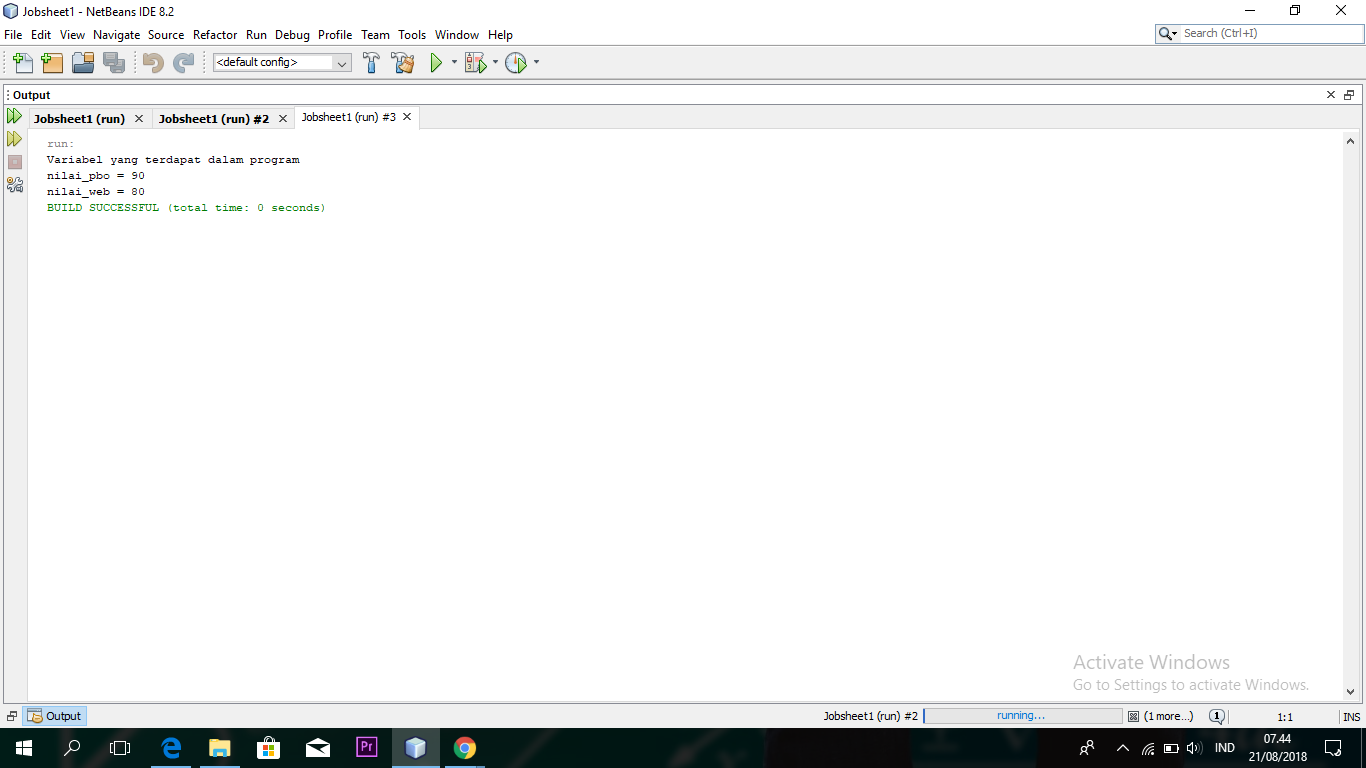 Jobsheet1 - NetBeans IDE 8.2
File Edit View Navigate Source Refactor Run Debug Profile Team Tools Window Help
Search (Ctrl+I)
<default config>
Output
Jobsheet1 (run) Jobsheet1 (run) #2 Jobsheet1 (run) #3
run:
Variabel yang terdapat dalam program
nilai_pbo = 90
nilai_web = 80
BUILD SUCCESSFUL (total time: 0 seconds)
Activate Windows
Go to Settings to activate Windows.
Output Jobsheet1 (run) #2 running... (1 more...) 1 1:1 INS
Pr IND 07.44
21/08/2018